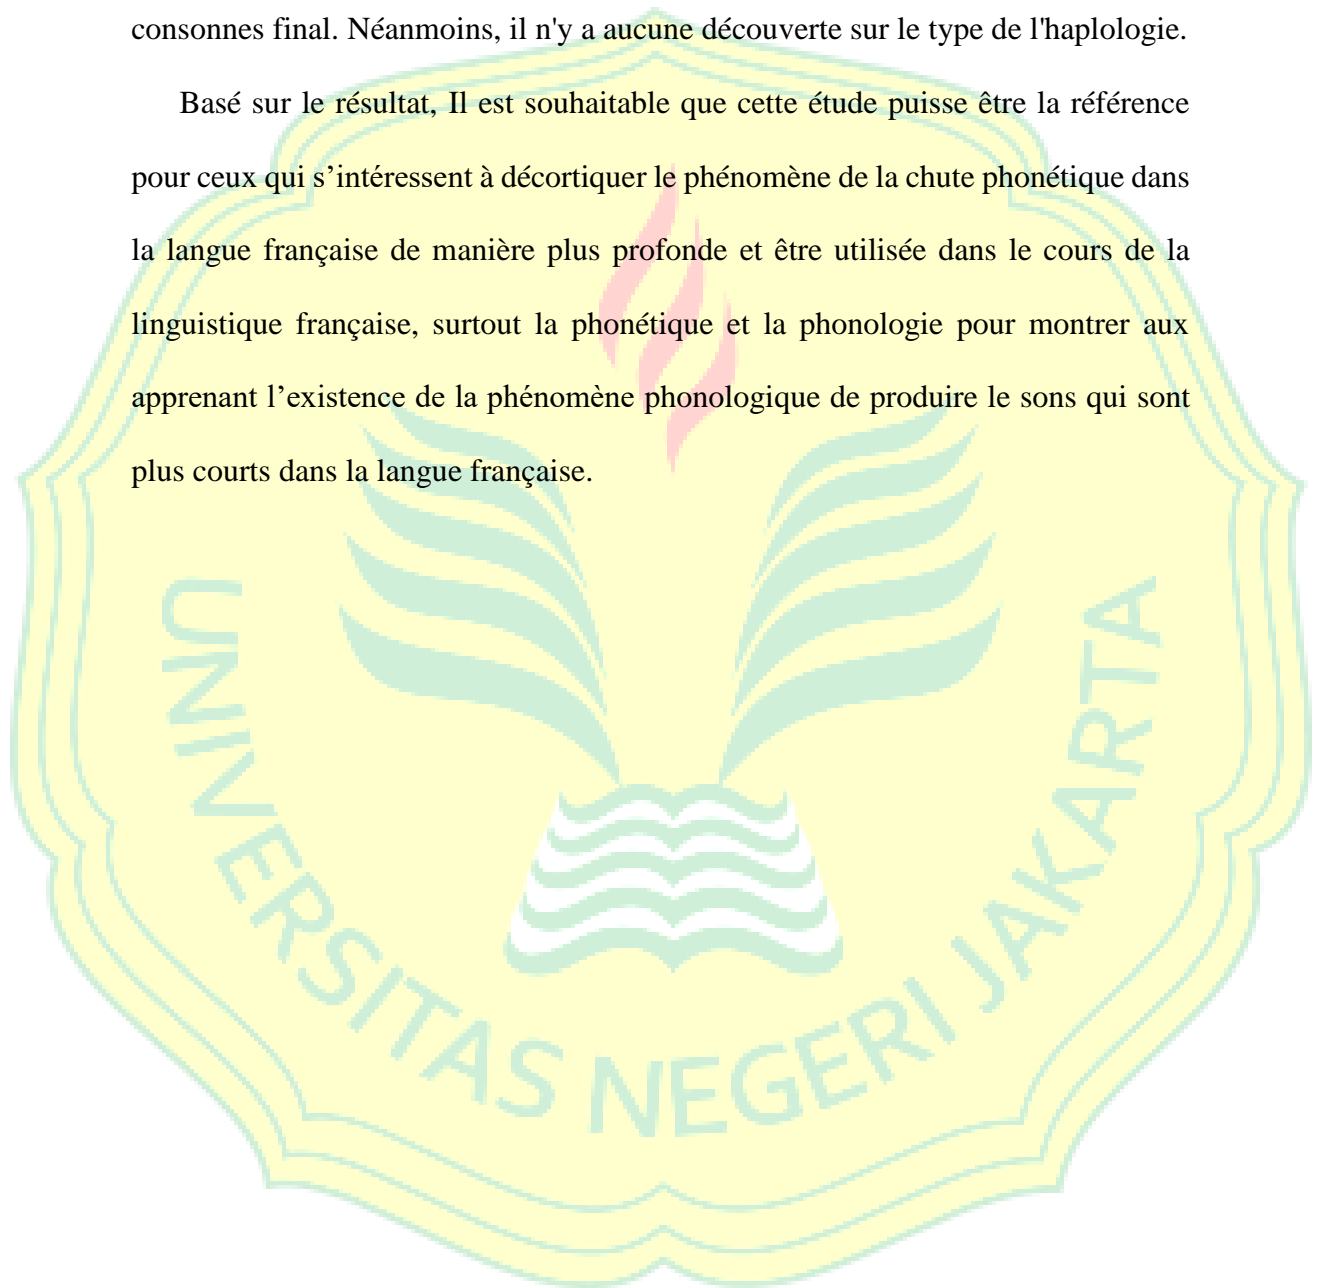 consonnes final. Néanmoins, il n'y a aucune découverte sur le type de l'haplologie.
Basé sur le résultat, Il est souhaitable que cette étude puisse être la référence
pour ceux qui s’intéressent à décortiquer le phénomène de la chute phonétique dans
la langue française de manière plus profonde et être utilisée dans le cours de la
linguistique française, surtout la phonétique et la phonologie pour montrer aux
apprenant l’existence de la phénomène phonologique de produire le sons qui sont
plus courts dans la langue française.
UNIVERSITAS NEGERI JAKARTA